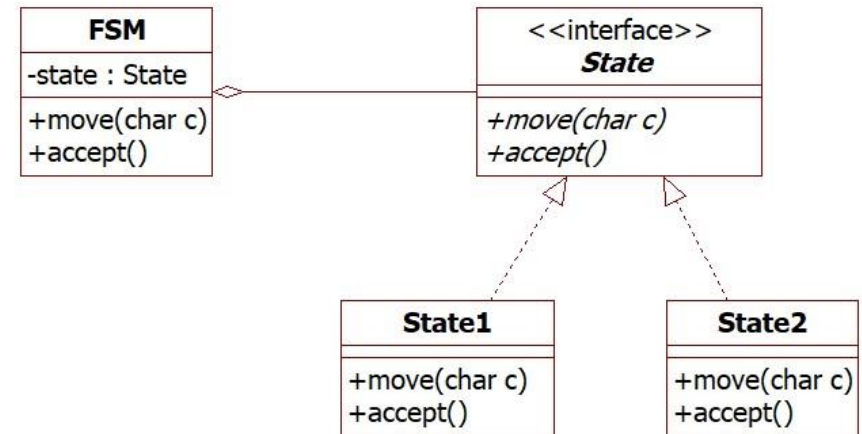 FSM
-state : State
+move(char c)
+accept()
<<interface>>
State
+move(char c)
+accept()
State1
+move(char c)
+accept()
State2
+move(char c)
+accept()